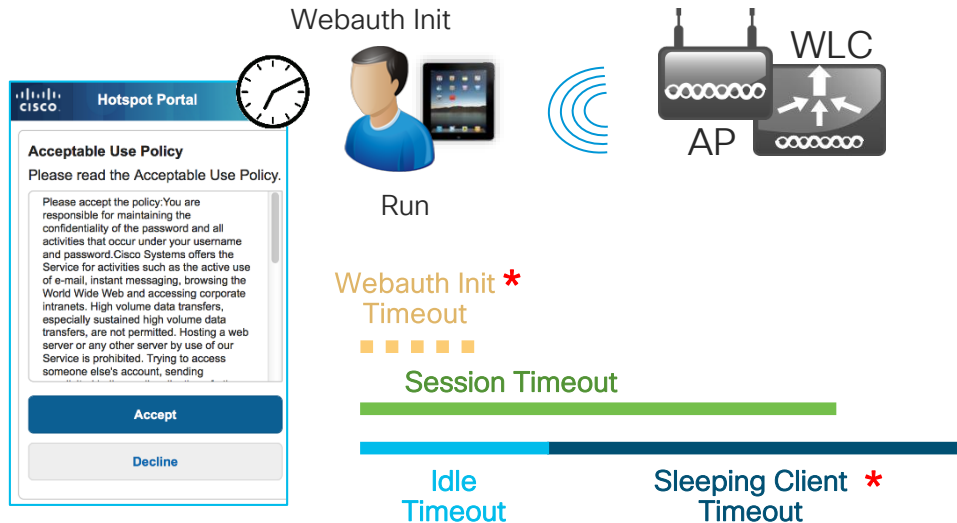 Webauth Init
WLC
AP
Run
CISCO.
Hotspot Portal
Acceptable Use Policy
Please read the Acceptable Use Policy.
Please accept the policy:You are
responsible for maintaining the
confidentiality of the password and all
activities that occur under your username
and password.Cisco Systems offers the
Service for activities such as the active use
of e-mail, instant messaging, browsing the
World Wide Web and accessing corporate
intranets. High volume data transfers,
especially sustained high volume data
transfers, are not permitted. Hosting a web
server or any other server by use of our
Service is prohibited. Trying to access
someone else's account, sending
Accept
Decline
Webauth Init *
Timeout
Session Timeout
Idle
Timeout
Sleeping Client *
Timeout